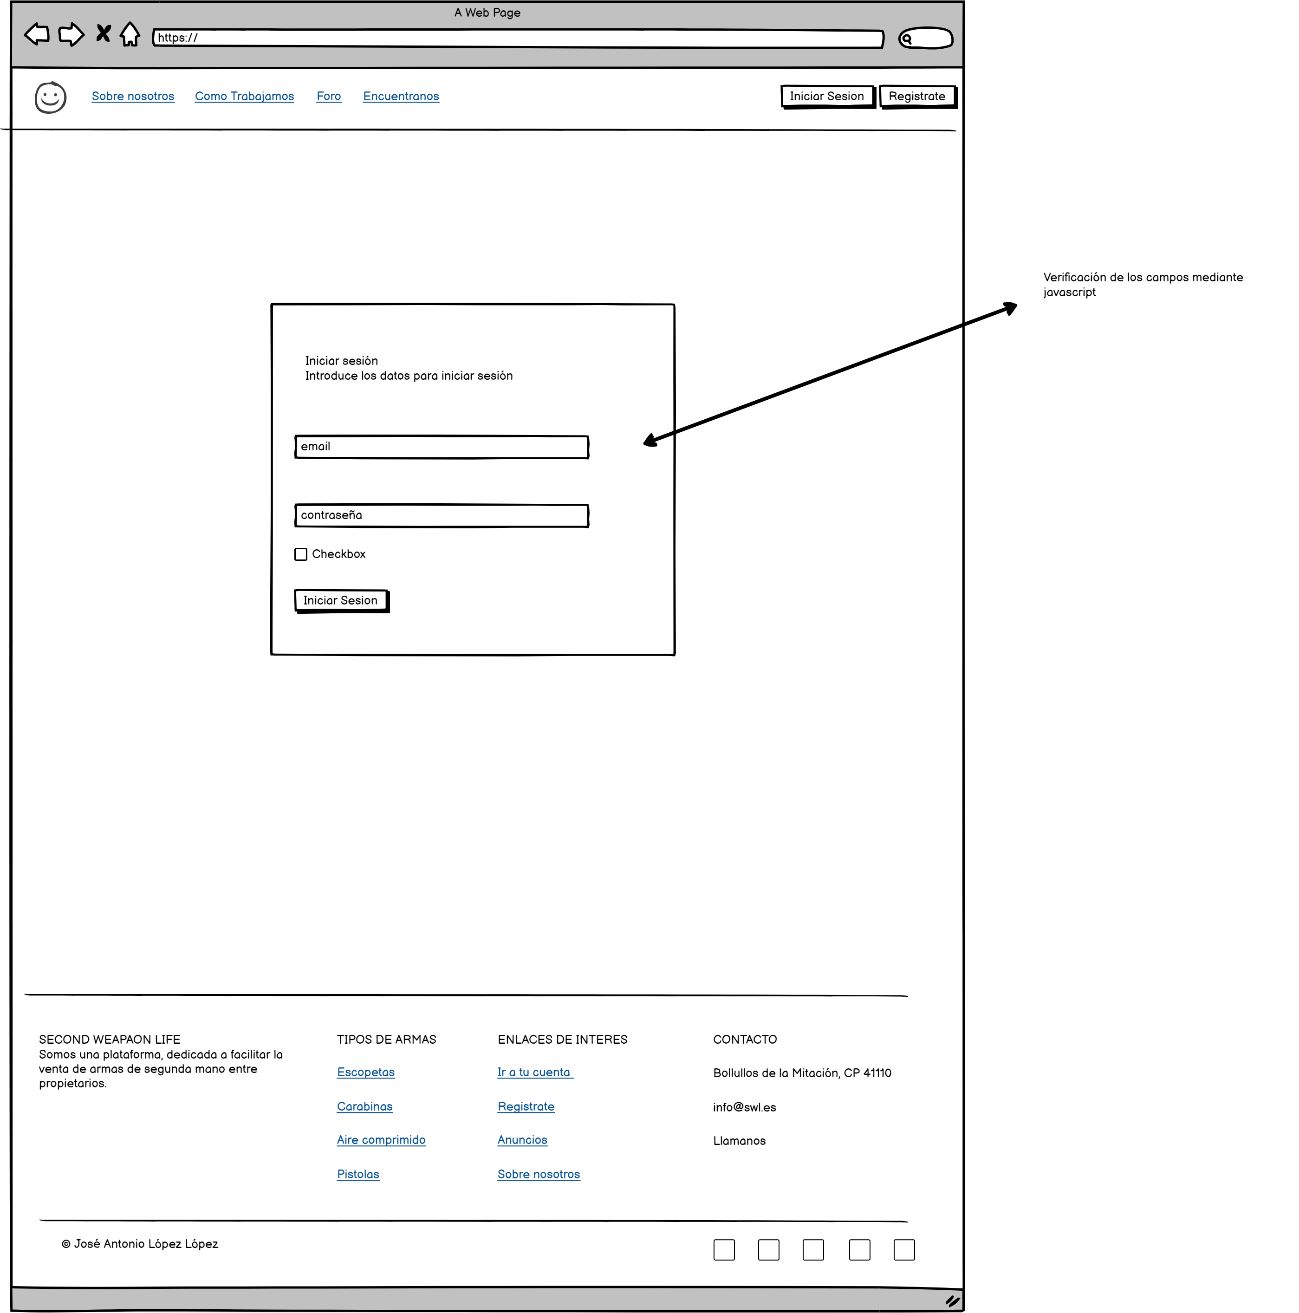 A Web Page
https://
Sobre nosotros
Como Trabajamos
Foro
Encuentranos
Iniciar Sesion
Registrate
Verificación de los campos mediante
javascript
Iniciar sesión
Introduce los datos para iniciar sesión
email
contraseña
Checkbox
Iniciar Sesion
SECOND WEAPAON LIFE
Somos una plataforma, dedicada a facilitar la
venta de armas de segunda mano entre
propietarios.
TIPOS DE ARMAS
Escopetas
Carabinas
Aire comprimido
Pistolas
ENLACES DE INTERES
Ir a tu cuenta
Registrate
Anuncios
Sobre nosotros
CONTACTO
Bollullos de la Mitación, CP 41110
info@swl.es
Llamanos
© José Antonio López López